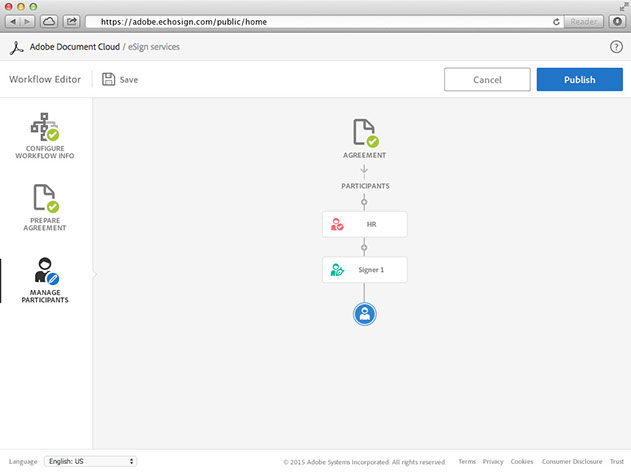 https://adobe.echosign.com/public/home
Reader
Adobe Document Cloud / eSign services
?
Workflow Editor
Save
Cancel
Publish
CONFIGURE
WORKFLOW INFO
PREPARE
AGREEMENT
MANAGE
PARTICIPANTS
AGREEMENT
PARTICIPANTS
HR
Signer 1
Language
English: US
© 2015 Adobe Systems Incorporated. All rights reserved.
Terms
Privacy
Cookies
Consumer Disclosure
Trust